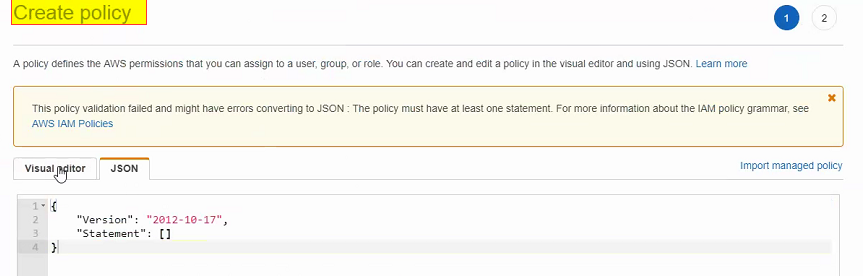 Create policy
1 2
A policy defines the AWS permissions that you can assign to a user, group, or role. You can create and edit a policy in the visual editor and using JSON. Learn more
This policy validation failed and might have errors converting to JSON : The policy must have at least one statement. For more information about the IAM policy grammar, see
AWS IAM Policies
Visual editor JSON Import managed policy
1 {
2 "Version": "2012-10-17",
3 "Statement": []
4 }